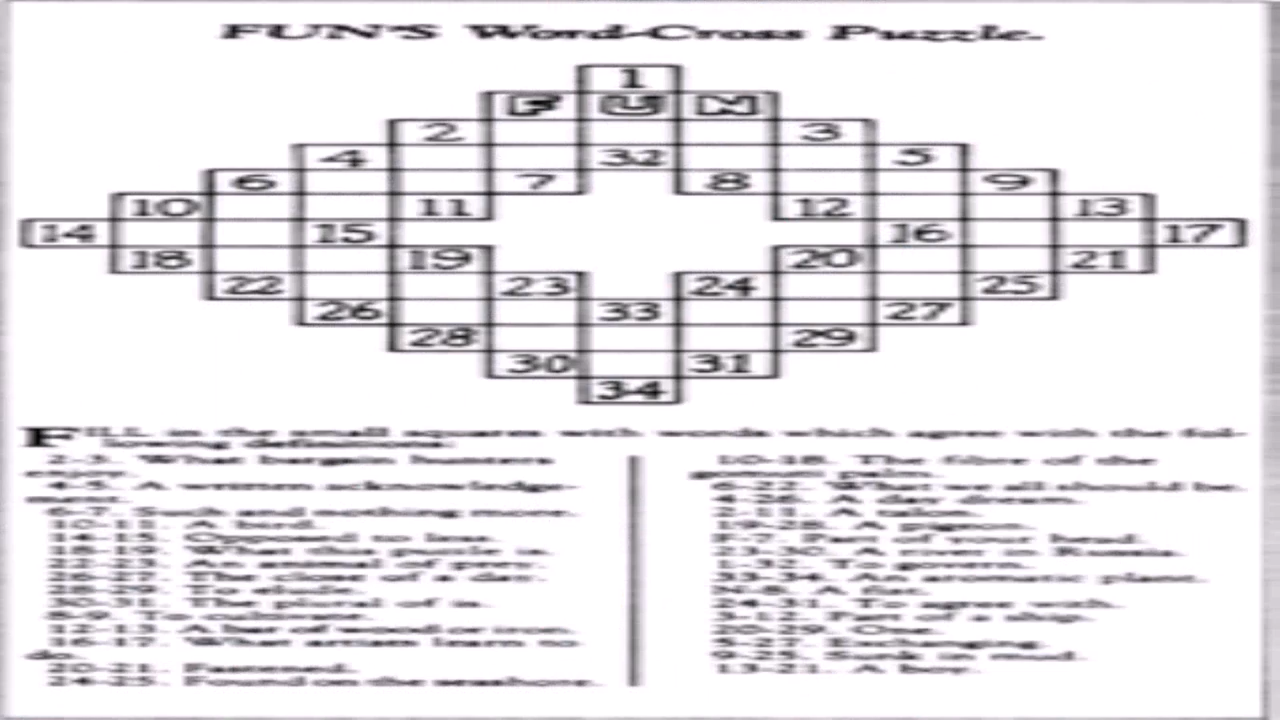 FUN'S Word-Cross Puzzle.
1
F U N
2 3
4 32 5
6 7 8 9
10 11 12 13
14 15 16 17
18 19 20 21
22 23 24 25
26 33 27
28 29
30 31
34
FILL in the small squares with words which agree with the fol-
lowing definitions:
2-3. What bargain hunters
enjoy.
4-5. A written acknowledge-
ment.
6-7. Such and nothing more.
10-11. A bird.
14-15. Opposed to less.
18-19. What this puzzle is.
22-23. An animal of prey.
26-27. The close of a day.
28-29. To elude.
30-31. The plural of is.
8-9. To cultivate.
12-13. A bar of wood or iron.
16-17. What artists learn to
do.
20-21. Fastened.
24-25. Found on the seashore.
10-18. The fibre of the
gomuti palm.
6-22. What we all should be.
4-26. A day dream.
2-11. A talon.
19-28. A pigeon.
F-7. Part of your head.
23-30. A river in Russia.
1-32. To govern.
33-34. An aromatic plant.
N-8. A fist.
24-31. To agree with.
3-12. Part of a ship.
20-29. One.
5-27. Exchanging.
9-25. Sunk in mud.
13-21. A boy.